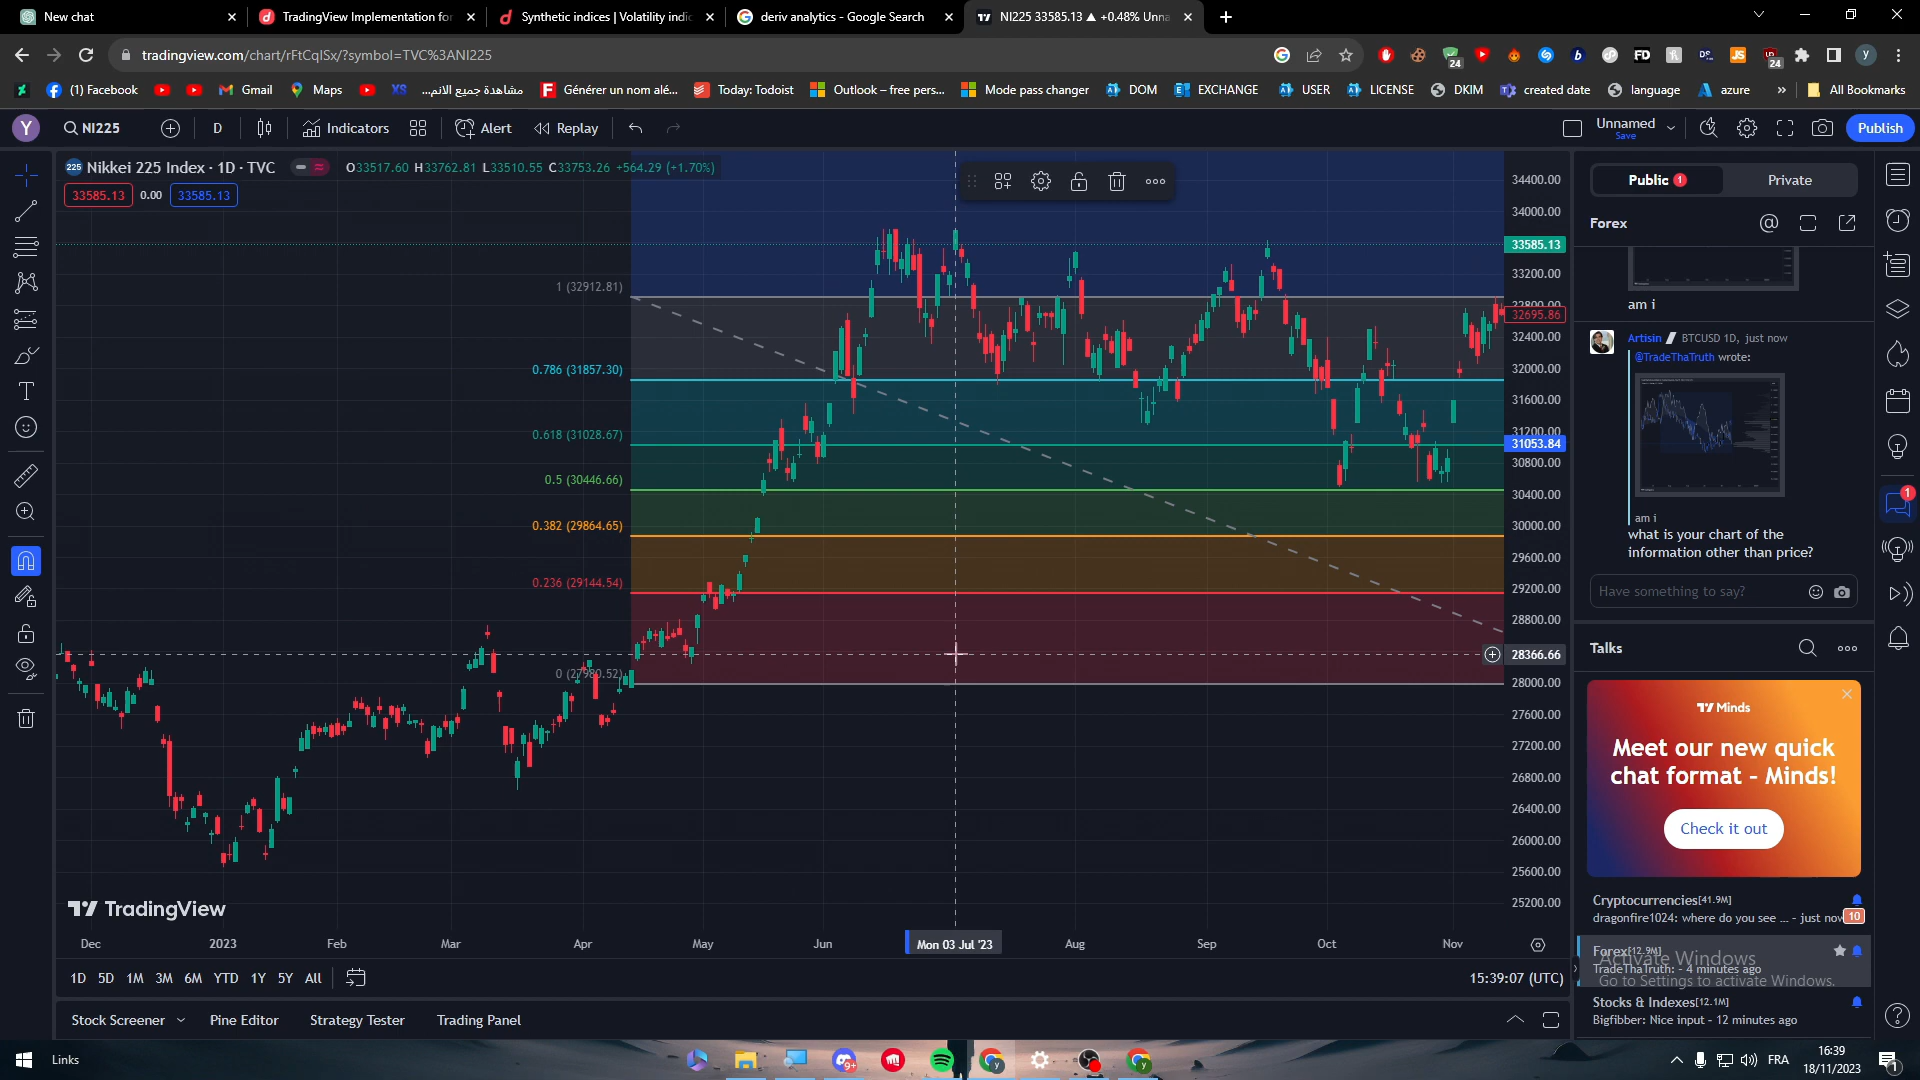 New chat
TradingView Implementation for
Synthetic indices | Volatility indic
deriv analytics - Google Search
NI225 33585.13 ▲ +0.48% Unna
tradingview.com/chart/rFtCqISx/?symbol=TVC%3ANI225
(1) Facebook
Gmail
Maps
مشاهدة جميع الانم...
Générer un nom alé...
Today: Todoist
Outlook – free pers...
Mode pass changer
DOM
EXCHANGE
USER
LICENSE
DKIM
created date
language
azure
»
All Bookmarks
Y
NI225
D
Indicators
Alert
Replay
Unnamed
Save
Publish
Nikkei 225 Index · 1D · TVC
O33517.60 H33762.81 L33510.55 C33753.26 +564.29 (+1.70%)
33585.13
0.00
33585.13
1 (32912.81)
0.786 (31857.30)
0.618 (31028.67)
0.5 (30446.66)
0.382 (29864.65)
0.236 (29144.54)
0 (27980.52)
34400.00
34000.00
33585.13
33200.00
32800.00
32695.86
32400.00
32000.00
31600.00
31200.00
31053.84
30800.00
30400.00
30000.00
29600.00
29200.00
28800.00
28366.66
28000.00
27600.00
27200.00
26800.00
26400.00
26000.00
25600.00
25200.00
TradingView
Dec
2023
Feb
Mar
Apr
May
Jun
Mon 03 Jul '23
Aug
Sep
Oct
Nov
1D 5D 1M 3M 6M YTD 1Y 5Y All
15:39:07 (UTC)
Stock Screener
Pine Editor
Strategy Tester
Trading Panel
Public 1
Private
Forex
am i
Artisin BTCUSD 1D, just now
@TradeThaTruth wrote:
am i
what is your chart of the
information other than price?
Have something to say?
Talks
Minds
Meet our new quick
chat format – Minds!
Check it out
Cryptocurrencies[41.9M]
dragonfire1024: where do you see ... - just now
10
Forex[12.9M]
TradeThaTruth: - 4 minutes ago
Activate Windows
Go to Settings to activate Windows.
Stocks & Indexes[12.1M]
Bigfibber: Nice input - 12 minutes ago
Links
FRA
16:39
18/11/2023